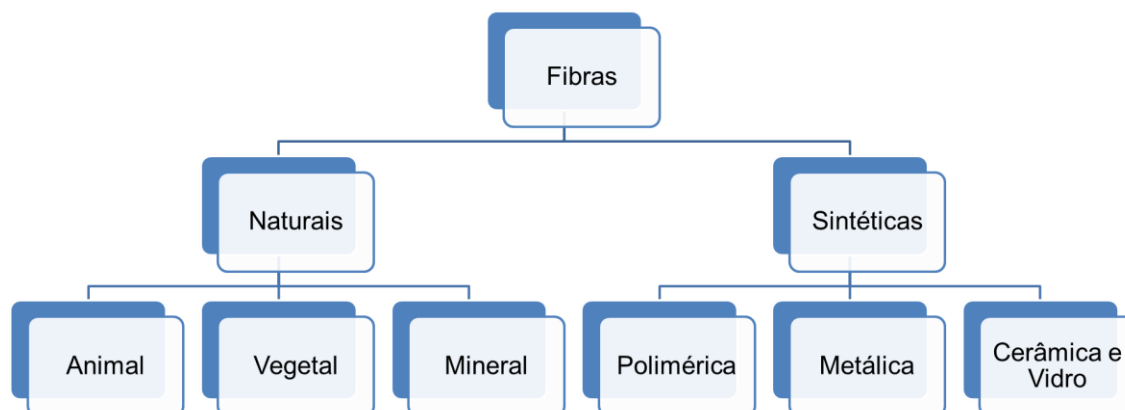 Fibras
Naturais
Sintéticas
Animal
Vegetal
Mineral
Polimérica
Metálica
Cerâmica e
Vidro